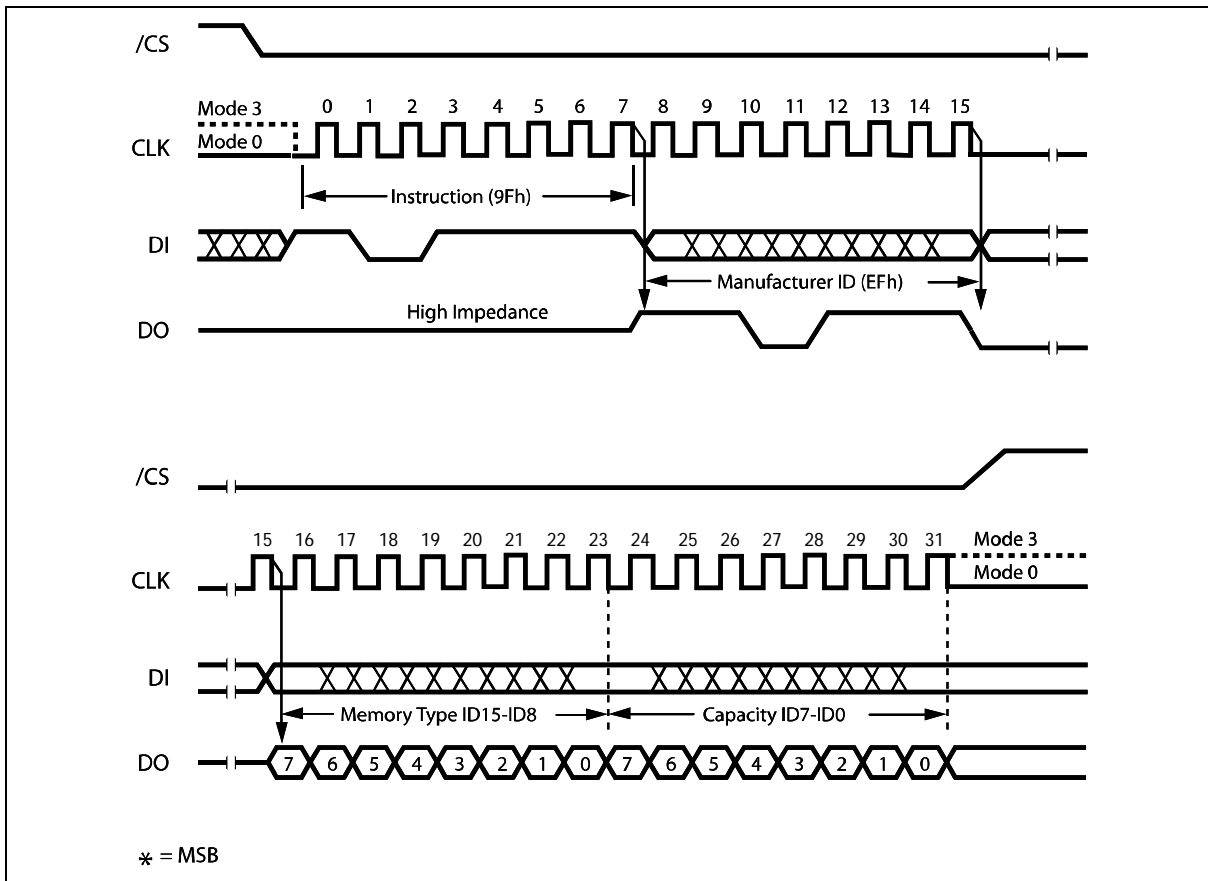 /CS
Mode 3
0 1 2 3 4 5 6 7 8 9 10 11 12 13 14 15
Mode 0
CLK
Instruction (9Fh)
DI
Manufacturer ID (EFh)
High Impedance
DO
/CS
15 16 17 18 19 20 21 22 23 24 25 26 27 28 29 30 31
Mode 3
CLK
Mode 0
DI
Memory Type ID15-ID8
Capacity ID7-ID0
DO
7 6 5 4 3 2 1 0 7 6 5 4 3 2 1 0
* = MSB